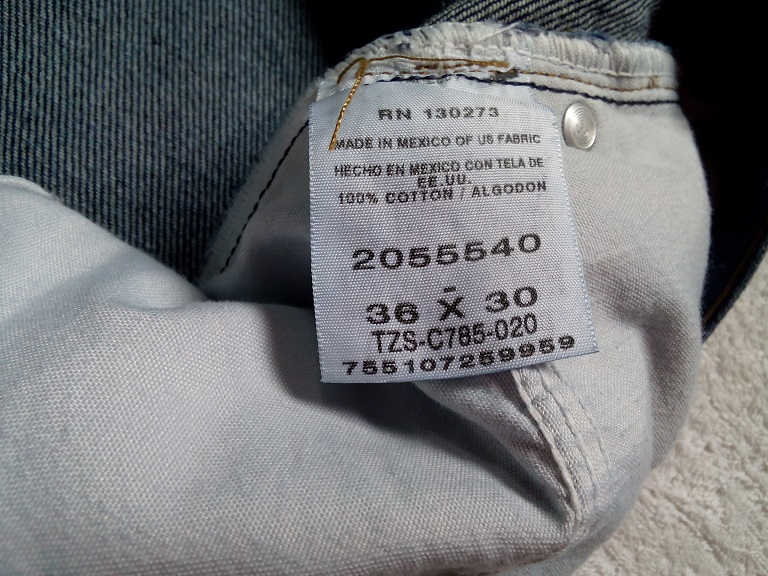 RN 130273
MADE IN MEXICO OF US FABRIC
HECHO EN MEXICO CON TELA DE
EE.UU.
100% COTTON / ALGODON
2055540
36 X 30
TZS-C785-020
755107259959